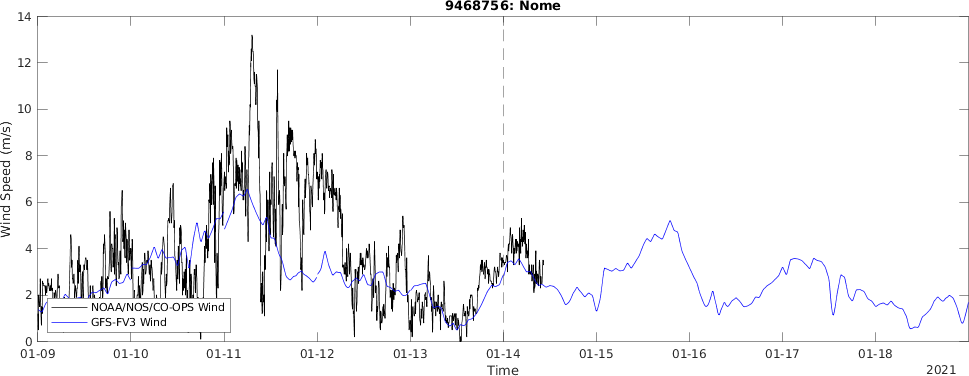 9468756: Nome
14
12
10
8
6
4
2
0
Wind Speed (m/s)
NOAA/NOS/CO-OPS Wind
GFS-FV3 Wind
01-09 01-10 01-11 01-12 01-13 01-14 01-15 01-16 01-17 01-18
Time
2021